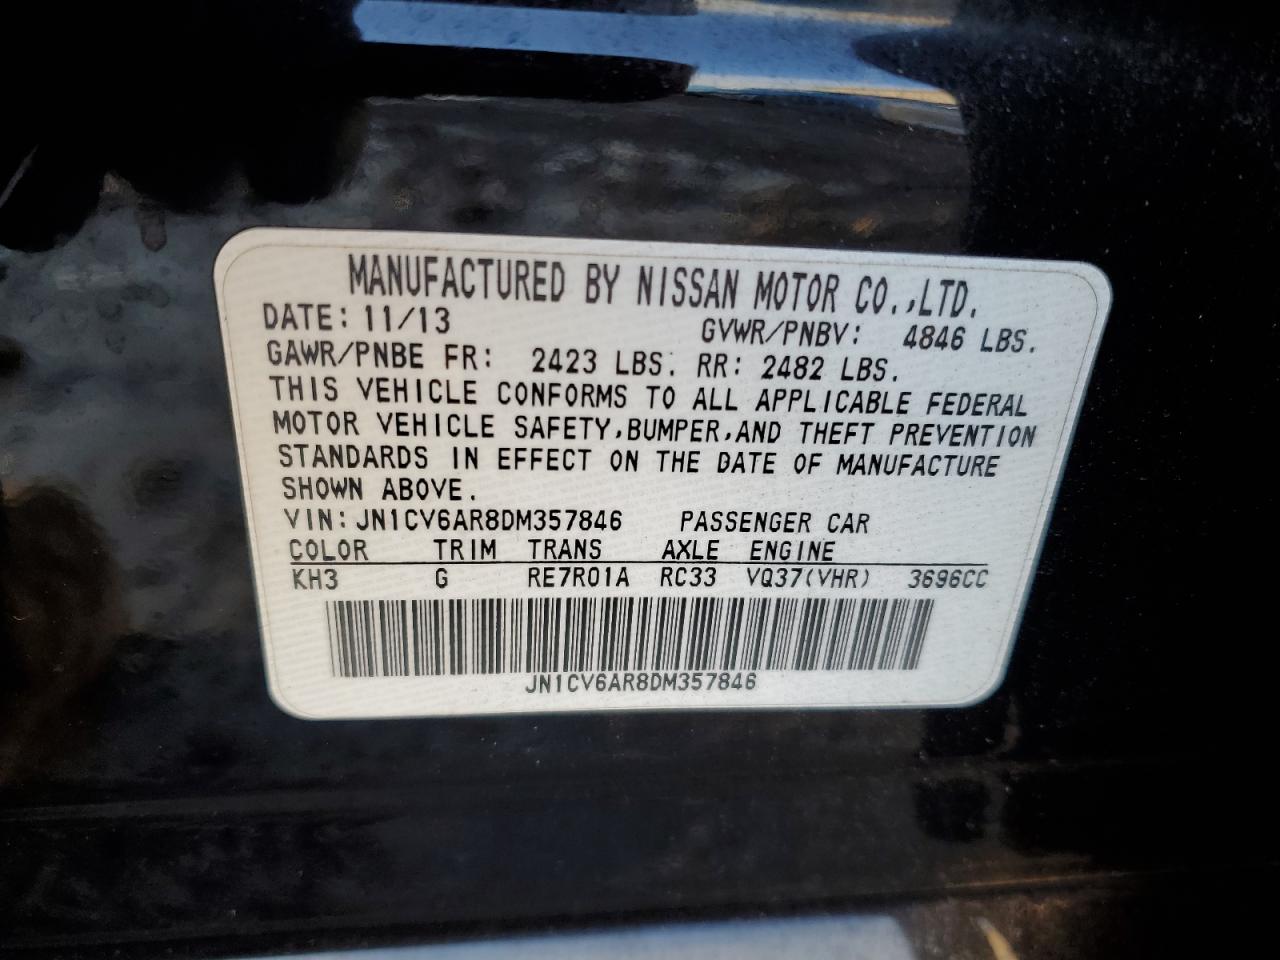 MANUFACTURED BY NISSAN MOTOR CO.,LTD.
DATE: 11/13 GVWR/PNBV: 4846 LBS.
GAWR/PNBE FR: 2423 LBS. RR: 2482 LBS.
THIS VEHICLE CONFORMS TO ALL APPLICABLE FEDERAL
MOTOR VEHICLE SAFETY,BUMPER,AND THEFT PREVENTION
STANDARDS IN EFFECT ON THE DATE OF MANUFACTURE
SHOWN ABOVE.
VIN: JN1CV6AR8DM357846 PASSENGER CAR
COLOR TRIM TRANS AXLE ENGINE
KH3 G RE7R01A RC33 VQ37(VHR) 3696CC
JN1CV6AR8DM357846